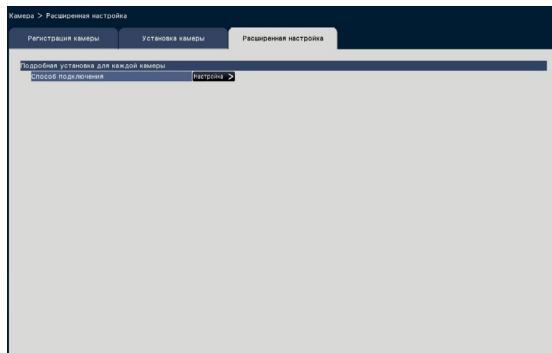 Камера > Расширенная настройка
Регистрация камеры
Установка камеры
Расширенная настройка
Подробная установка для каждой камеры
Способ подключения
Настройка >